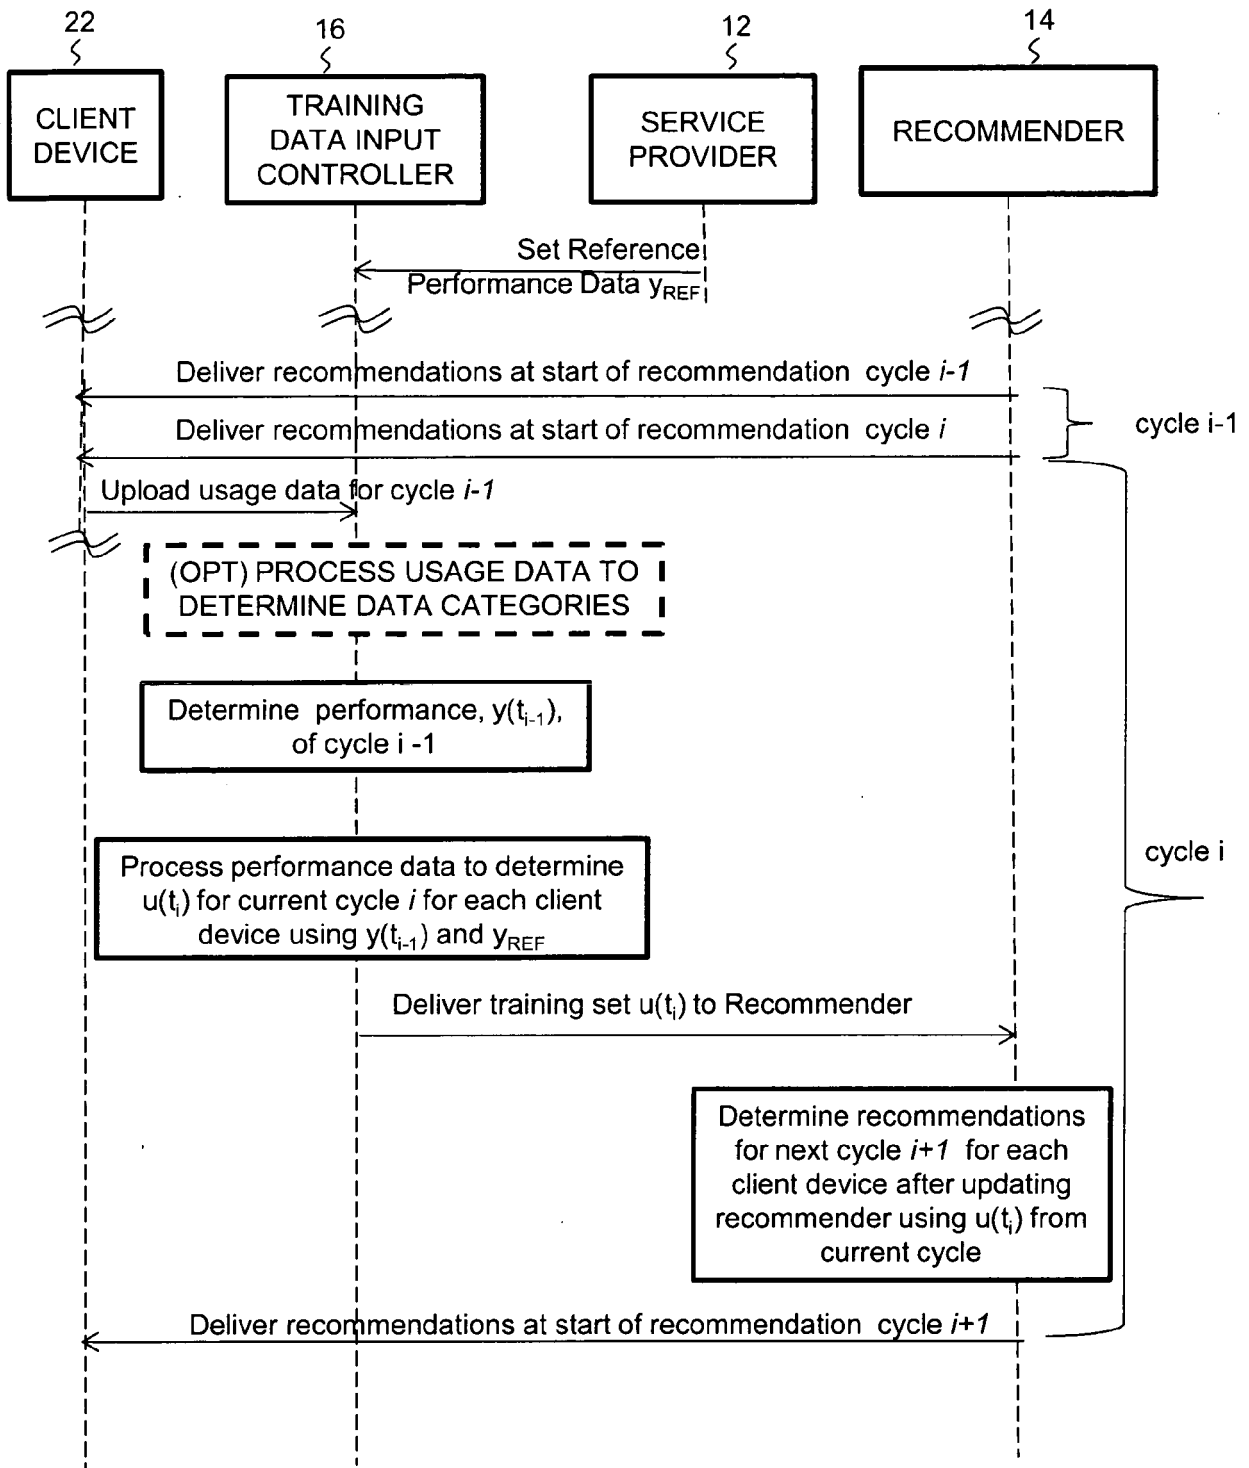 22
16
12
14
CLIENT
DEVICE
TRAINING
DATA INPUT
CONTROLLER
SERVICE
PROVIDER
RECOMMENDER
Set Reference
Performance Data yREF
Deliver recommendations at start of recommendation cycle i-1
Deliver recommendations at start of recommendation cycle i
cycle i-1
Upload usage data for cycle i-1
(OPT) PROCESS USAGE DATA TO
DETERMINE DATA CATEGORIES
Determine performance, y(ti-1),
of cycle i -1
Process performance data to determine
u(ti) for current cycle i for each client
device using y(ti-1) and yREF
cycle i
Deliver training set u(ti) to Recommender
Determine recommendations
for next cycle i+1 for each
client device after updating
recommender using u(ti) from
current cycle
Deliver recommendations at start of recommendation cycle i+1